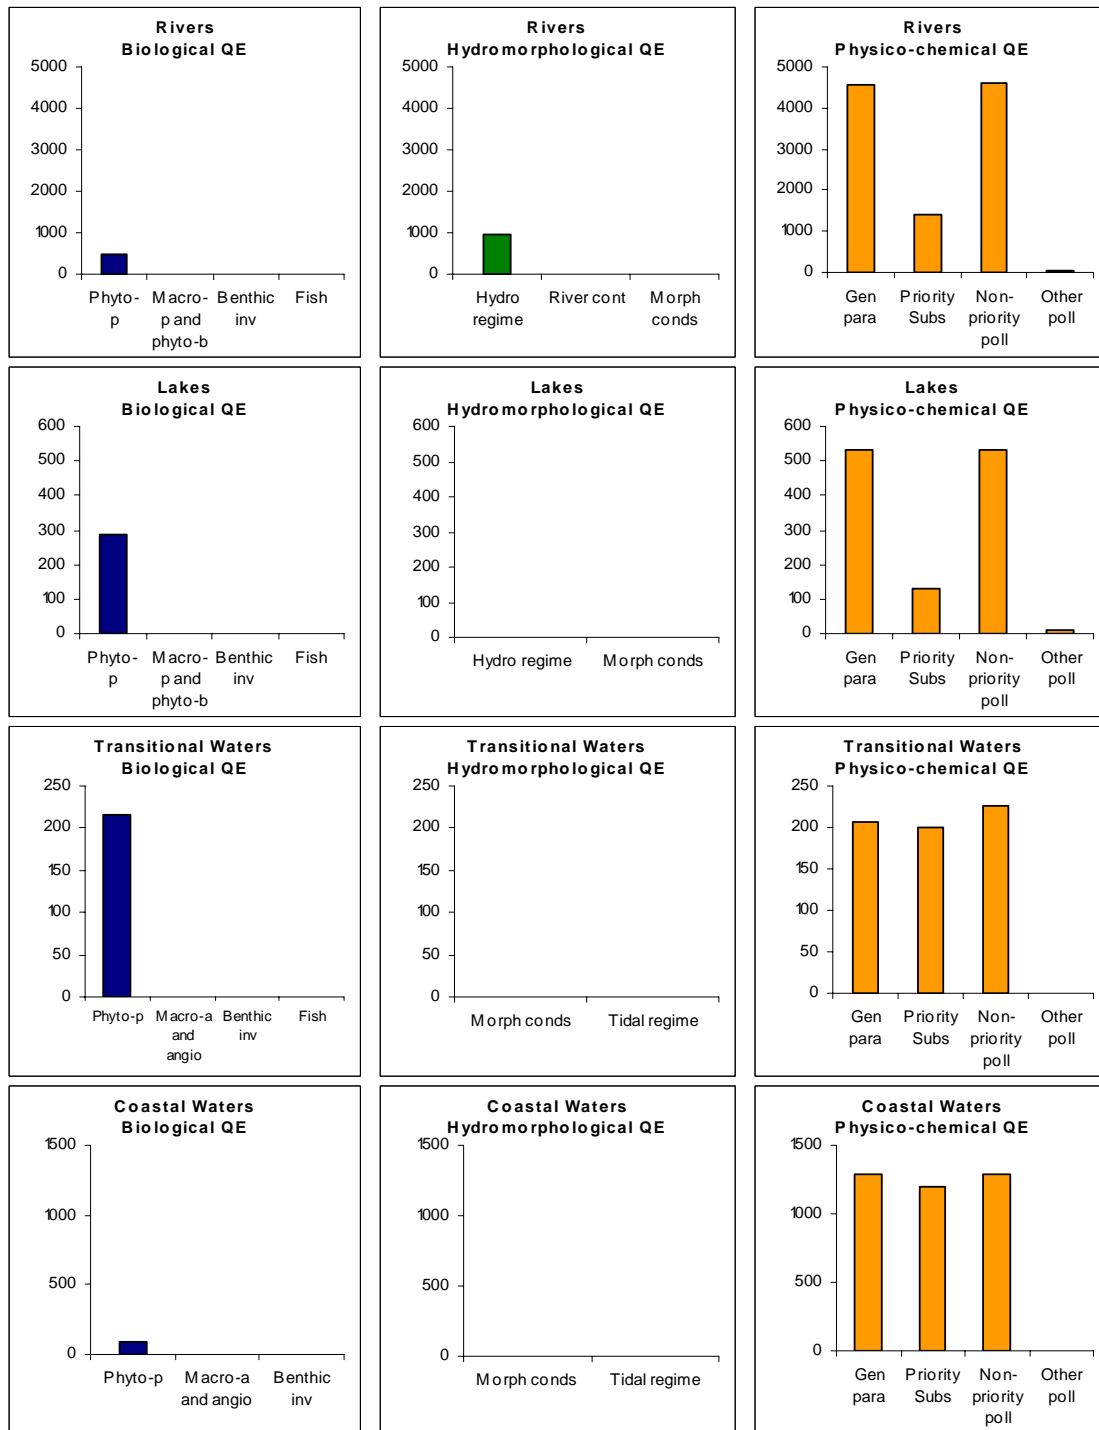 Rivers
Biological QE
5000
4000
3000
2000
1000
0
Phyto-
p
Macro-
p and
phyto-b
Benthic
inv
Fish
Rivers
Hydromorphological QE
5000
4000
3000
2000
1000
0
Hydro
regime
River cont
Morph
conds
Rivers
Physico-chemical QE
5000
4000
3000
2000
1000
0
Gen
para
Priority
Subs
Non-
priority
poll
Other
poll
Lakes
Biological QE
600
500
400
300
200
100
0
Phyto-
p
Macro-
p and
phyto-b
Benthic
inv
Fish
Lakes
Hydromorphological QE
600
500
400
300
200
100
0
Hydro regime
Morph conds
Lakes
Physico-chemical QE
600
500
400
300
200
100
0
Gen
para
Priority
Subs
Non-
priority
poll
Other
poll
Transitional Waters
Biological QE
250
200
150
100
50
0
Phyto-p
Macro-a
and
angio
Benthic
inv
Fish
Transitional Waters
Hydromorphological QE
250
200
150
100
50
0
Morph conds
Tidal regime
Transitional Waters
Physico-chemical QE
250
200
150
100
50
0
Gen
para
Priority
Subs
Non-
priority
poll
Other
poll
Coastal Waters
Biological QE
1500
1000
500
0
Phyto-p
Macro-a
and angio
Benthic
inv
Coastal Waters
Hydromorphological QE
1500
1000
500
0
Morph conds
Tidal regime
Coastal Waters
Physico-chemical QE
1500
1000
500
0
Gen
para
Priority
Subs
Non-
priority
poll
Other
poll